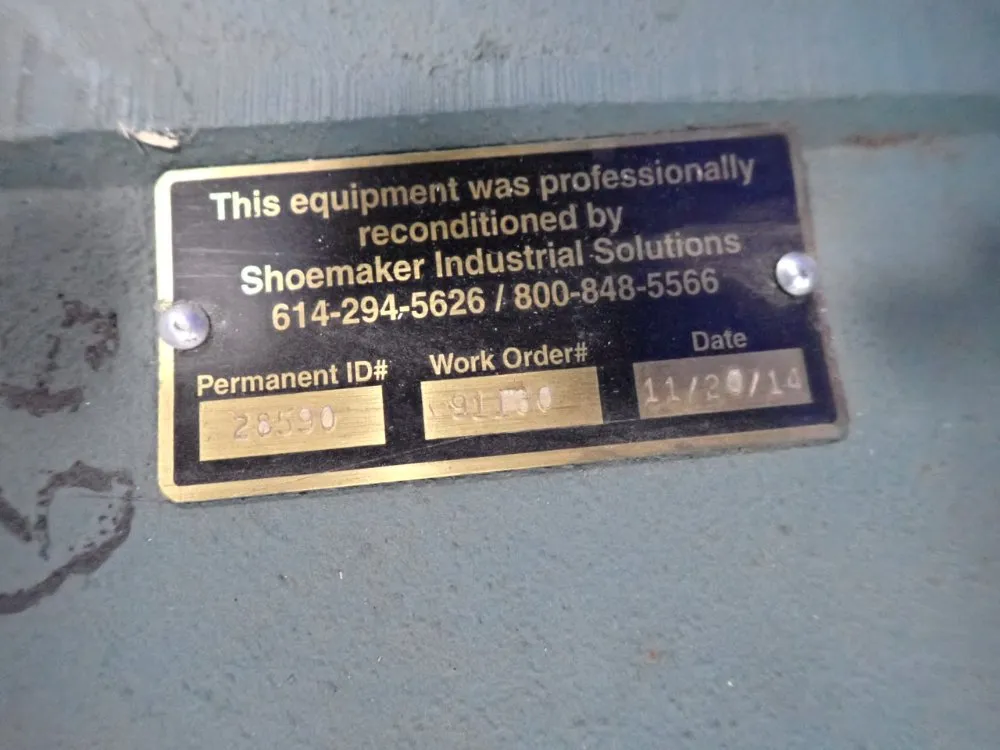 This equipment was professionally
reconditioned by
Shoemaker Industrial Solutions
614-294-5626 / 800-848-5566
Permanent ID# Work Order# Date
28590 11/20/14